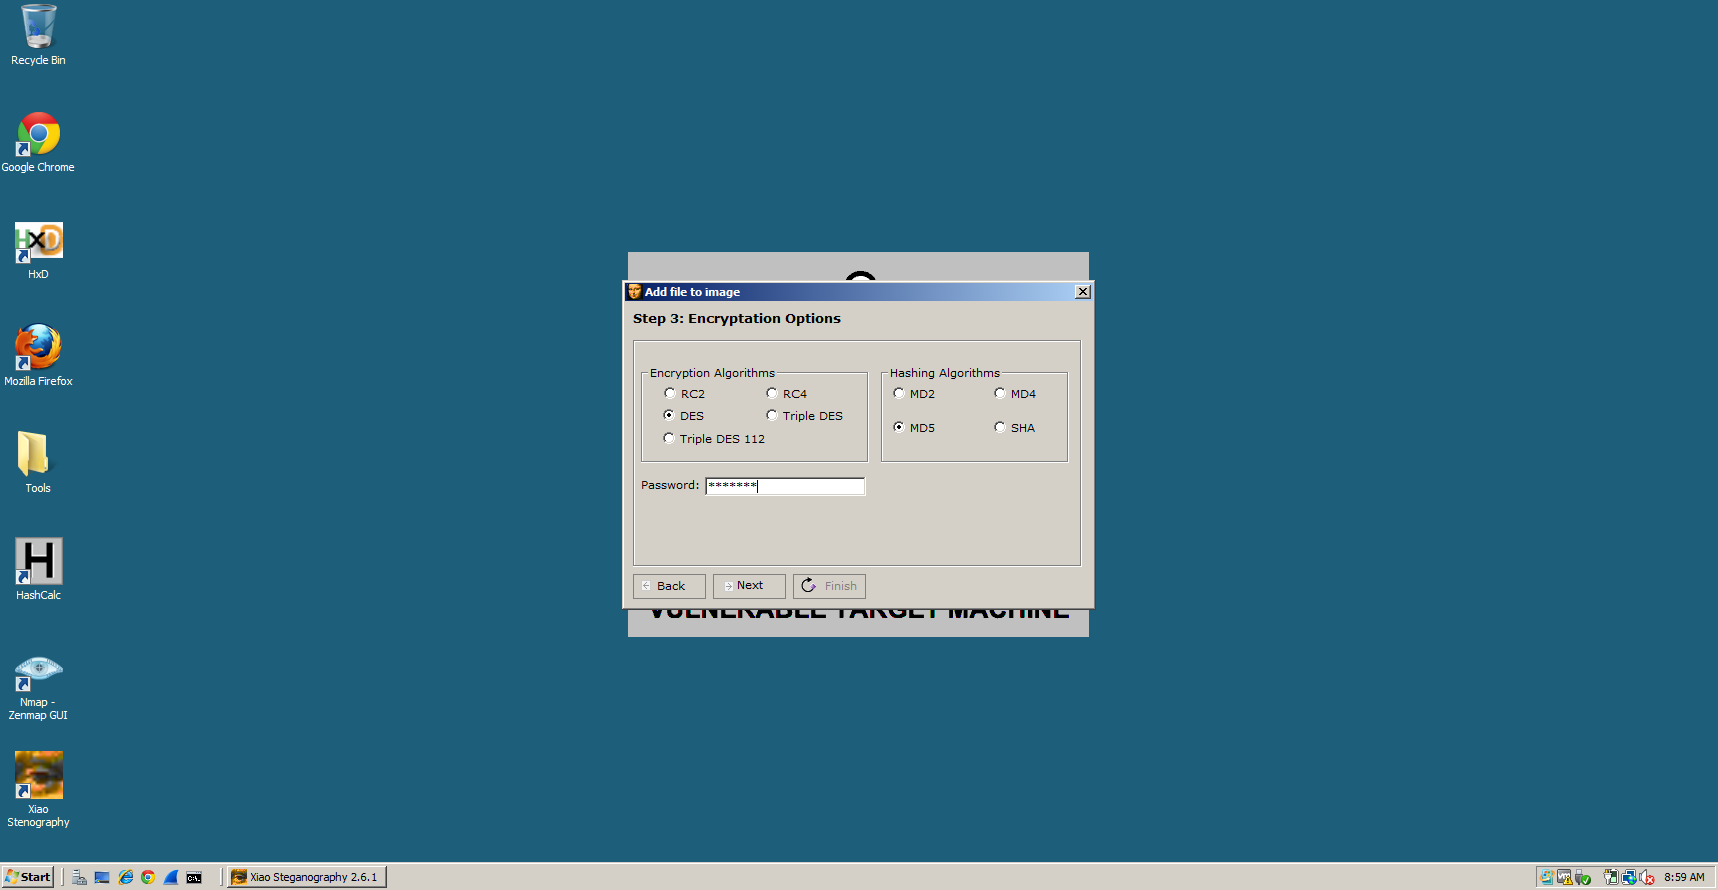 Recycle Bin
Google Chrome
HxD
Mozilla Firefox
Tools
HashCalc
Nmap -
Zenmap GUI
Xiao
Stenography
Add file to image
Step 3: Encryptation Options
Encryption Algorithms
RC2 RC4
DES Triple DES
Triple DES 112
Hashing Algorithms
MD2 MD4
MD5 SHA
Password: *******
Back Next Finish
VULNERABLE TARGET MACHINE
Start Xiao Steganography 2.6.1 8:59 AM